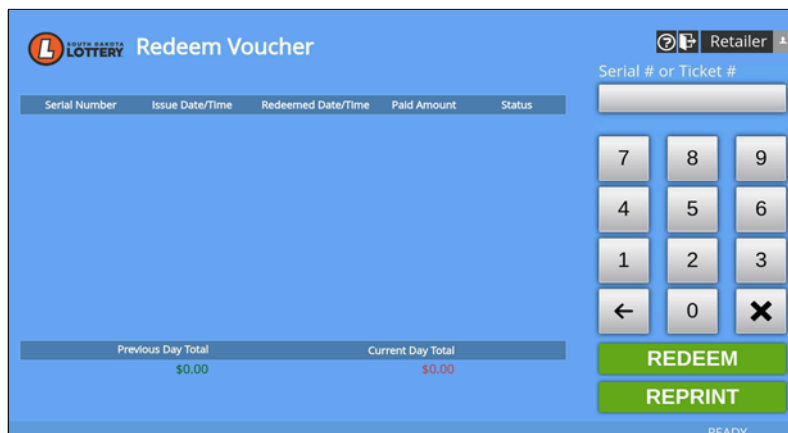 SOUTH DAKOTA
LOTTERY
Redeem Voucher
Retailer
Serial # or Ticket #
Serial Number Issue Date/Time Redeemed Date/Time Paid Amount Status
7 8 9
4 5 6
1 2 3
← 0 ✖
Previous Day Total Current Day Total
$0.00 $0.00
REDEEM
REPRINT
READY